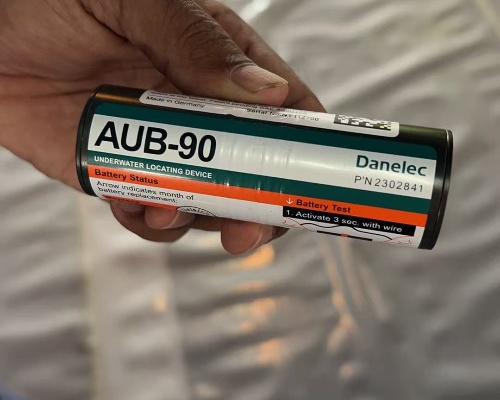 Made in Germany
AUB-90
UNDERWATER LOCATING DEVICE
Danelec
P'N 2302841
Battery Status
Arrow indicates month of
battery replacement:
↓ Battery Test
1. Activate 3 sec. with wire